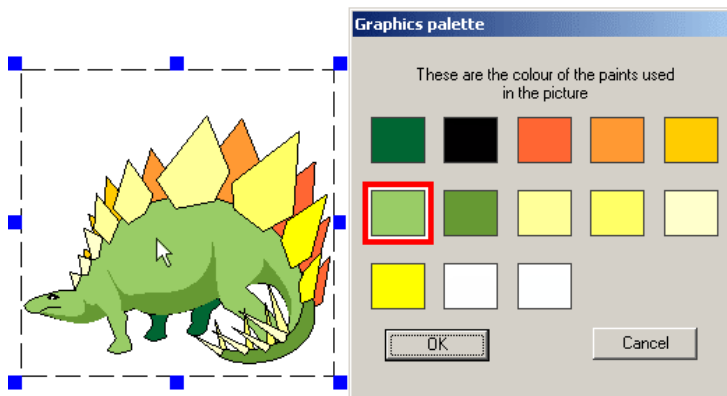 Graphics palette
These are the colour of the paints used
in the picture
OK
Cancel